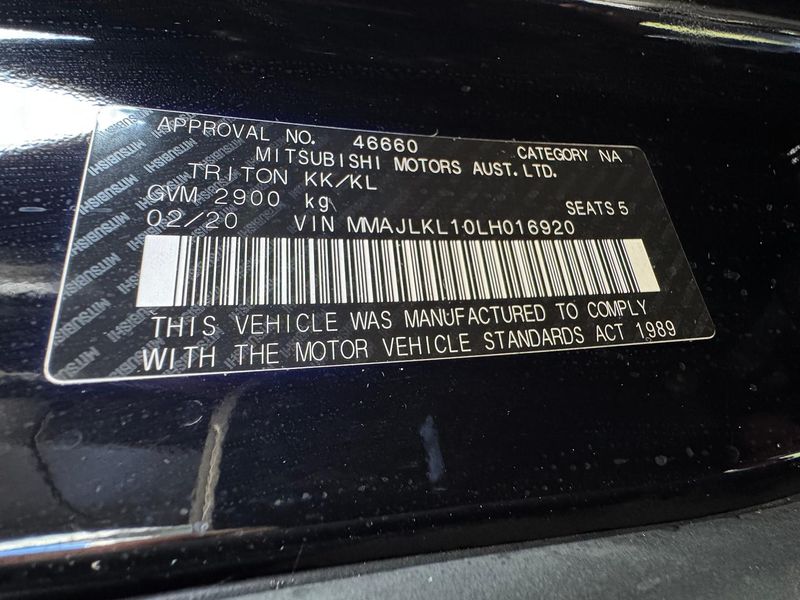 APPROVAL NO. 46660 CATEGORY NA
MITSUBISHI MOTORS AUST. LTD.
TRITON KK/KL
GVM 2900 kg SEATS 5
02/20 VIN MMAJLKL10LH016920
THIS VEHICLE WAS MANUFACTURED TO COMPLY
WITH THE MOTOR VEHICLE STANDARDS ACT 1989